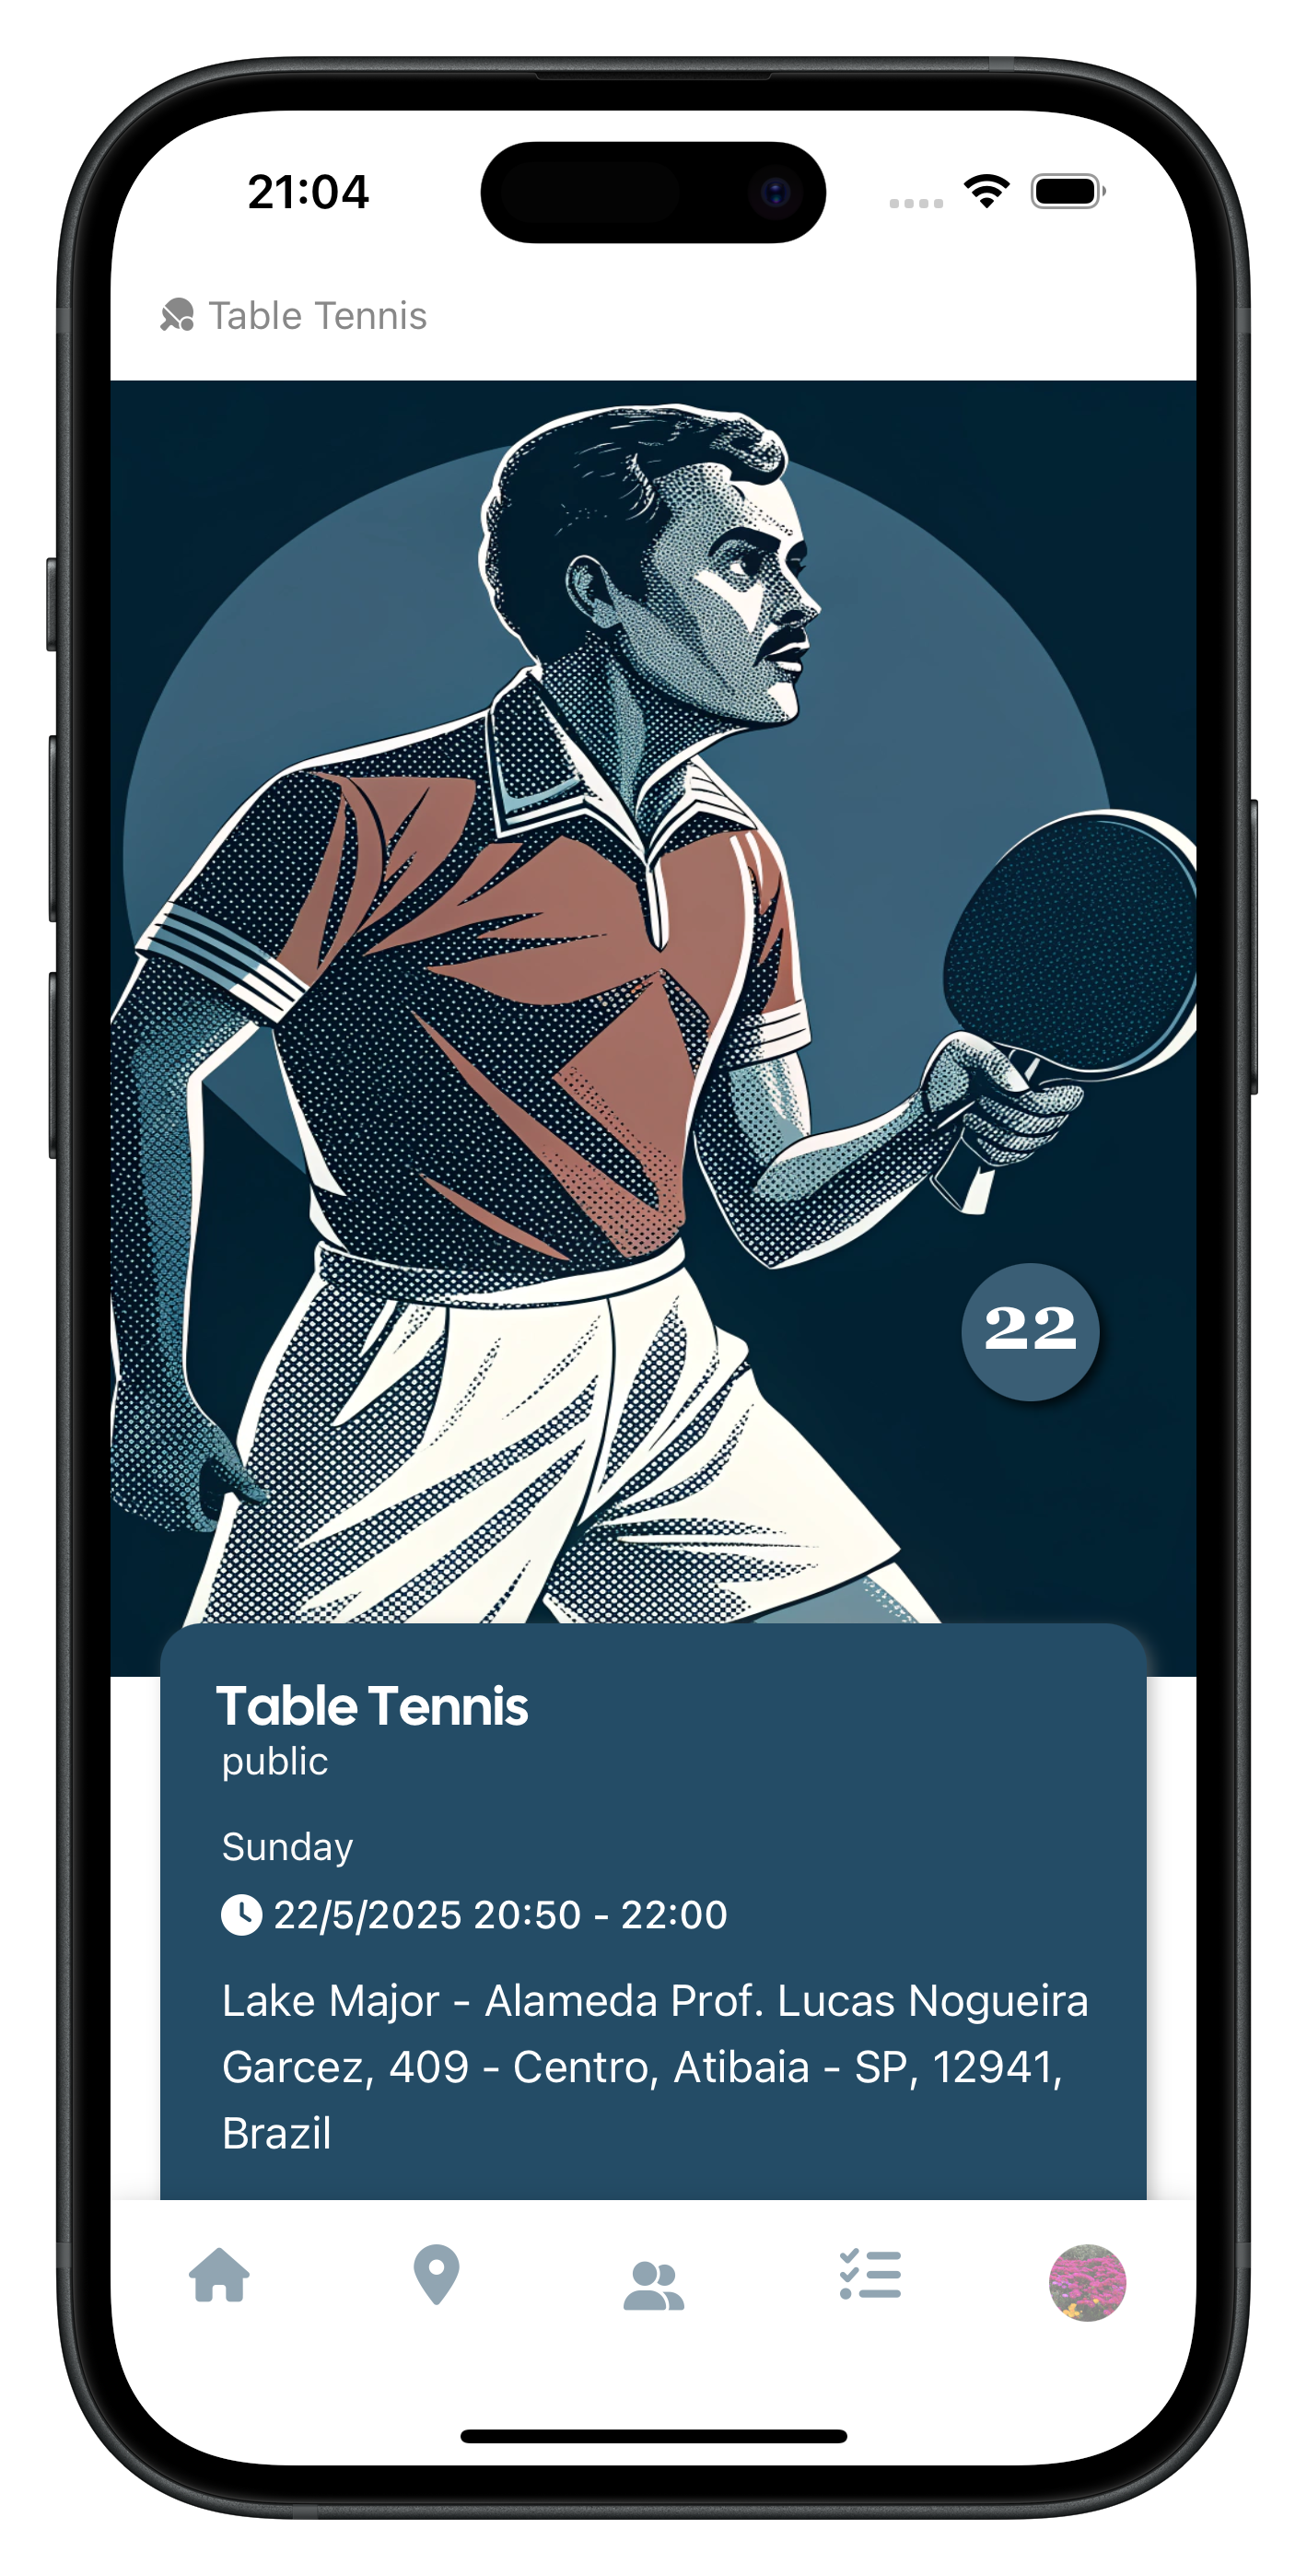 21:04
Table Tennis
22
Table Tennis
public
Sunday
22/5/2025 20:50 - 22:00
Lake Major - Alameda Prof. Lucas Nogueira
Garcez, 409 - Centro, Atibaia - SP, 12941,
Brazil